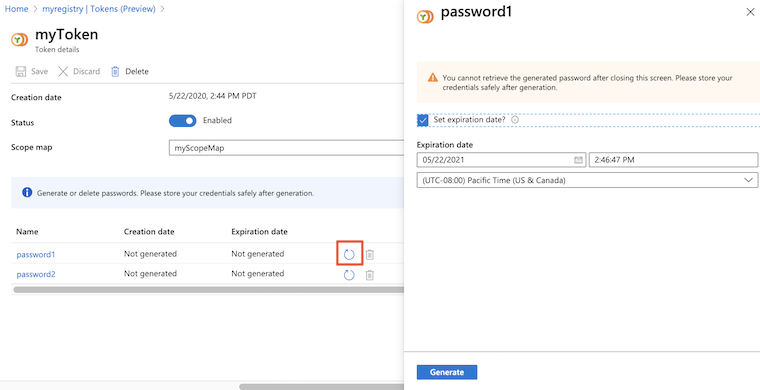 Home > myregistry | Tokens (Preview) >
myToken
Token details
Save Discard Delete
Creation date 5/22/2020, 2:44 PM PDT
Status Enabled
Scope map myScopeMap
Generate or delete passwords. Please store your credentials safely after generation.
Name Creation date Expiration date
password1 Not generated Not generated
password2 Not generated Not generated
password1
You cannot retrieve the generated password after closing this screen. Please store your
credentials safely after generation.
Set expiration date?
Expiration date
05/22/2021 2:46:47 PM
(UTC-08:00) Pacific Time (US & Canada)
Generate